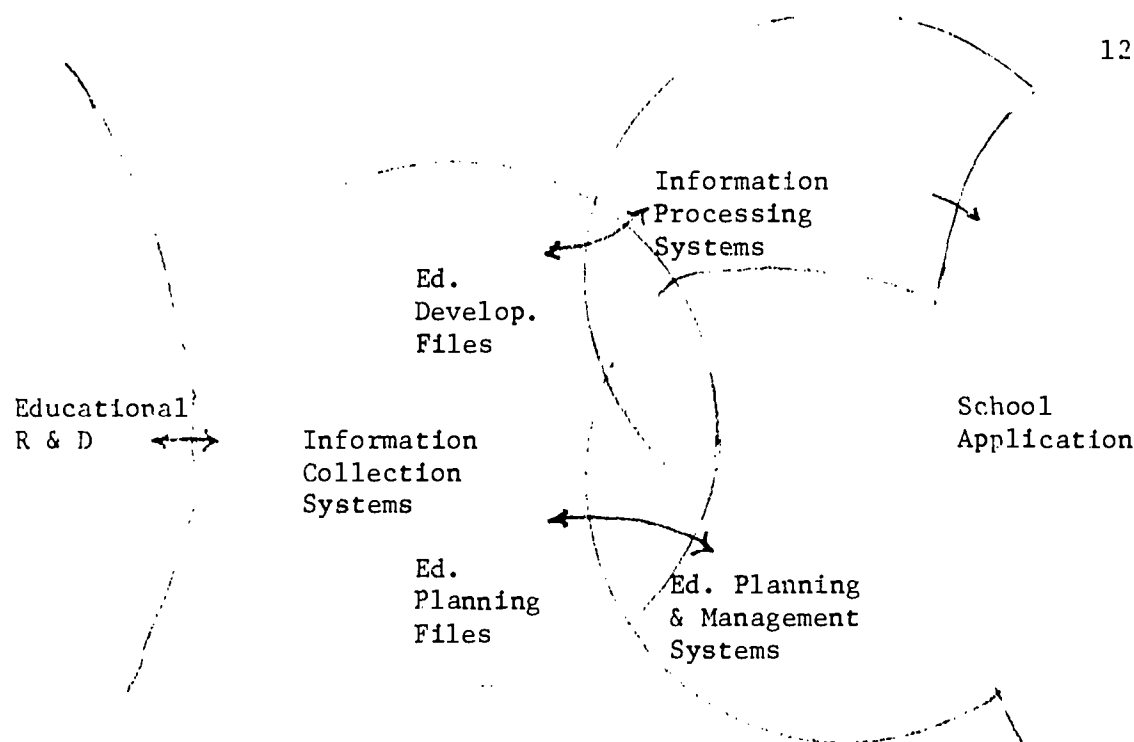 12
Information
Processing
Systems
Ed.
Develop.
Files
Educational
R & D
Information
Collection
Systems
School
Application
Ed.
Planning
Files
Ed. Planning
& Management
Systems